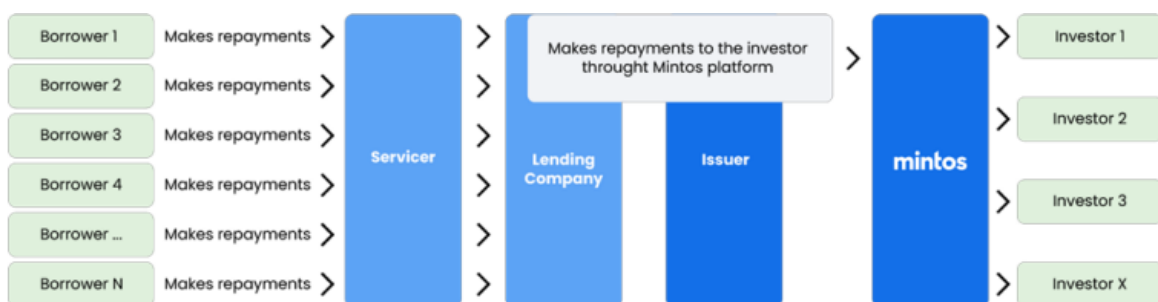 Borrower 1 Makes repayments
Borrower 2 Makes repayments
Borrower 3 Makes repayments
Borrower 4 Makes repayments
Borrower ... Makes repayments
Borrower N Makes repayments
Servicer
Lending
Company
Makes repayments to the investor
throught Mintos platform
Issuer
mintos
Investor 1
Investor 2
Investor 3
Investor X